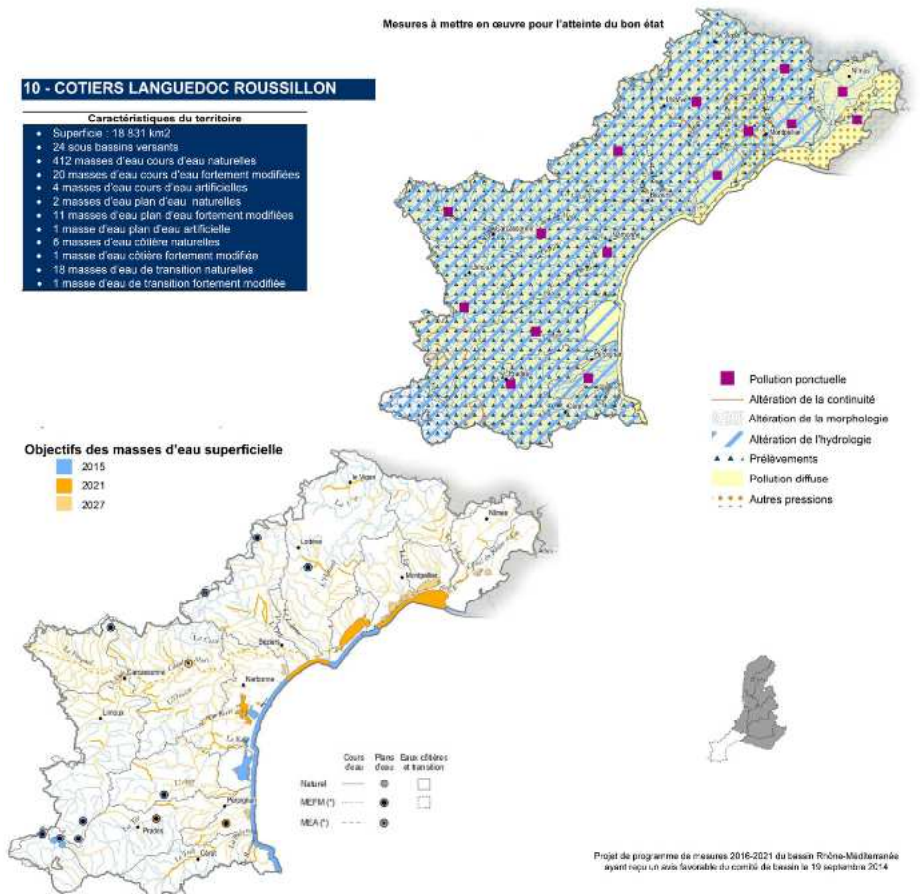 Mesures à mettre en œuvre pour l'atteinte du bon état
10 - COTIERS LANGUEDOC ROUSSILLON
Caractéristiques du territoire
• Superficie : 18 831 km2
• 24 sous bassins versants
• 412 masses d'eau cours d'eau naturelles
• 20 masses d'eau cours d'eau fortement modifiées
• 4 masses d'eau cours d'eau artificielles
• 2 masses d'eau plan d'eau naturelles
• 11 masses d'eau plan d'eau fortement modifiées
• 1 masse d'eau plan d'eau artificielle
• 6 masses d'eau côtière naturelles
• 1 masse d'eau côtière fortement modifiée
• 18 masses d'eau de transition naturelles
• 1 masse d'eau de transition fortement modifiée
Nîmes
Montpellier
Carcassonne
Narbonne
Pollution ponctuelle
Altération de la continuité
Altération de la morphologie
Altération de l'hydrologie
Prélèvements
Pollution diffuse
Autres pressions
Objectifs des masses d'eau superficielle
2015
2021
2027
le Vigan
Nîmes
Lodève
Montpellier
Béziers
Carcassonne
Narbonne
Limoux
Perpignan
Prades
Céret
Cours d'eau
Plans d'eau
Eaux côtières et transition
Naturel
MEFM (*)
MEA (*)
Projet de programme de mesures 2016-2021 du bassin Rhône-Méditerranée
ayant reçu un avis favorable du comité de bassin le 19 septembre 2014